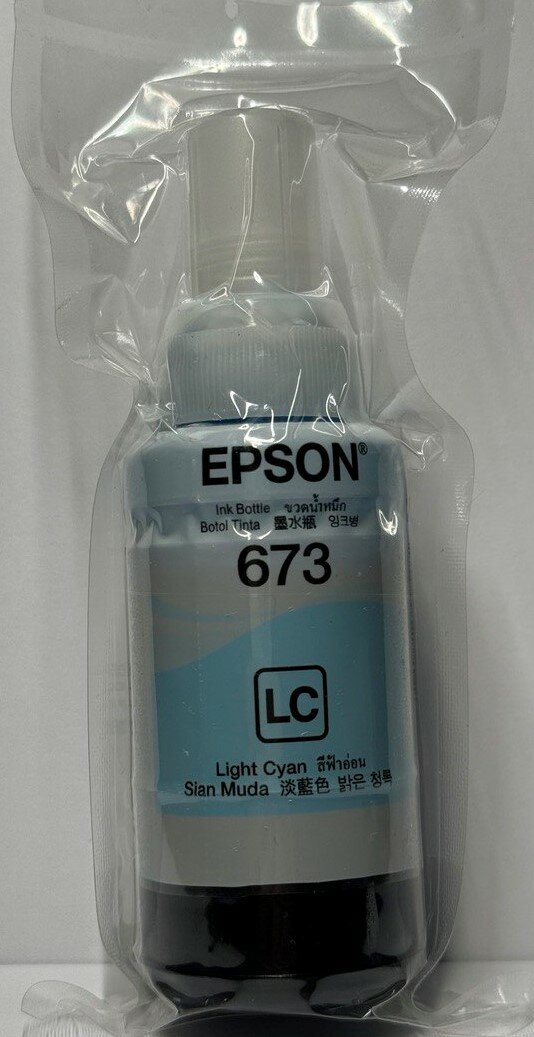 EPSON®
Ink Bottle ขวดน้ำหมึก
Botol Tinta 墨水瓶 잉크병
673
LC
Light Cyan สีฟ้าอ่อน
Sian Muda 淡藍色 밝은 청록